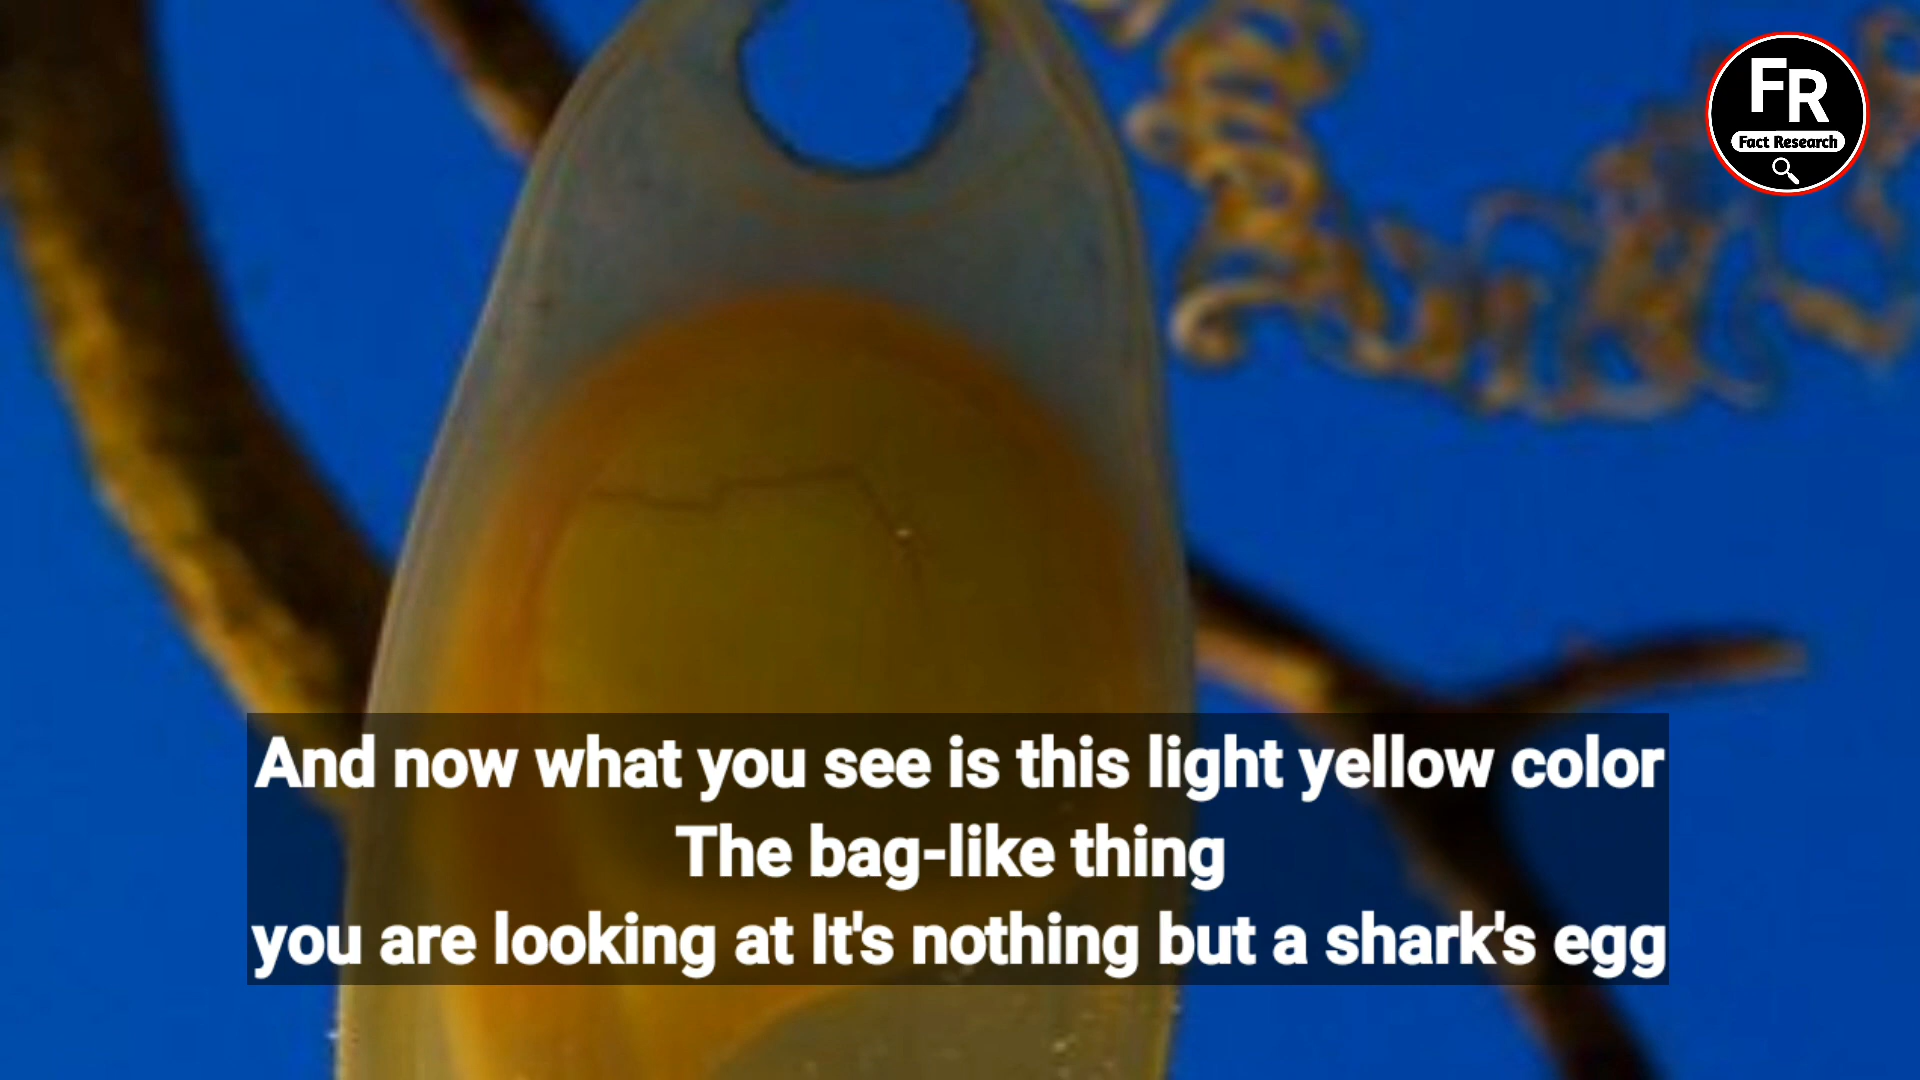 FR
Fact Research
And now what you see is this light yellow color
The bag-like thing
you are looking at It's nothing but a shark's egg